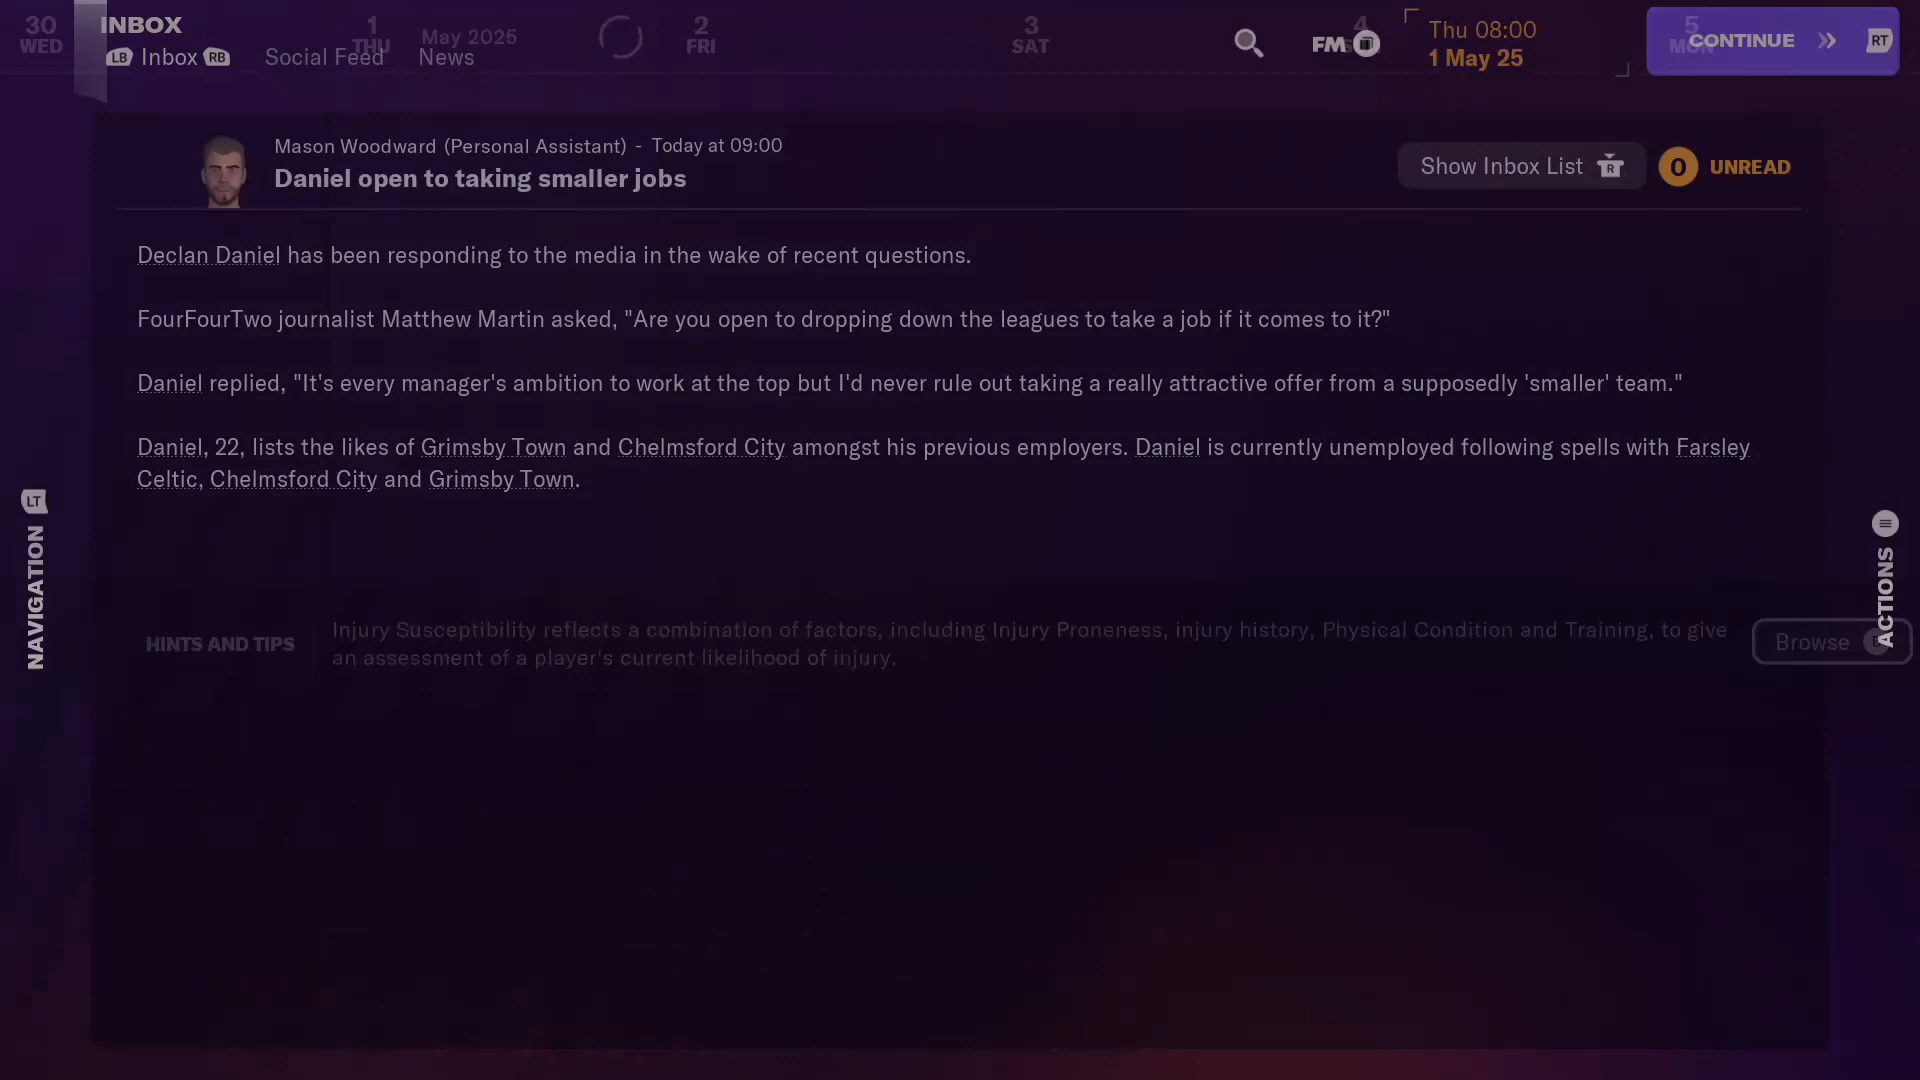 30 WED
INBOX
1 THU
May 2025
2 FRI
3 SAT
4
5 MON
LB Inbox RB
Social Feed
News
FM
Thu 08:00
1 May 25
CONTINUE
RT
Mason Woodward (Personal Assistant) - Today at 09:00
Daniel open to taking smaller jobs
Show Inbox List R
0 UNREAD
Declan Daniel has been responding to the media in the wake of recent questions.
FourFourTwo journalist Matthew Martin asked, "Are you open to dropping down the leagues to take a job if it comes to it?"
Daniel replied, "It's every manager's ambition to work at the top but I'd never rule out taking a really attractive offer from a supposedly 'smaller' team."
Daniel, 22, lists the likes of Grimsby Town and Chelmsford City amongst his previous employers. Daniel is currently unemployed following spells with Farsley
Celtic, Chelmsford City and Grimsby Town.
LT
NAVIGATION
ACTIONS
HINTS AND TIPS
Injury Susceptibility reflects a combination of factors, including Injury Proneness, injury history, Physical Condition and Training, to give
an assessment of a player's current likelihood of injury.
Browse